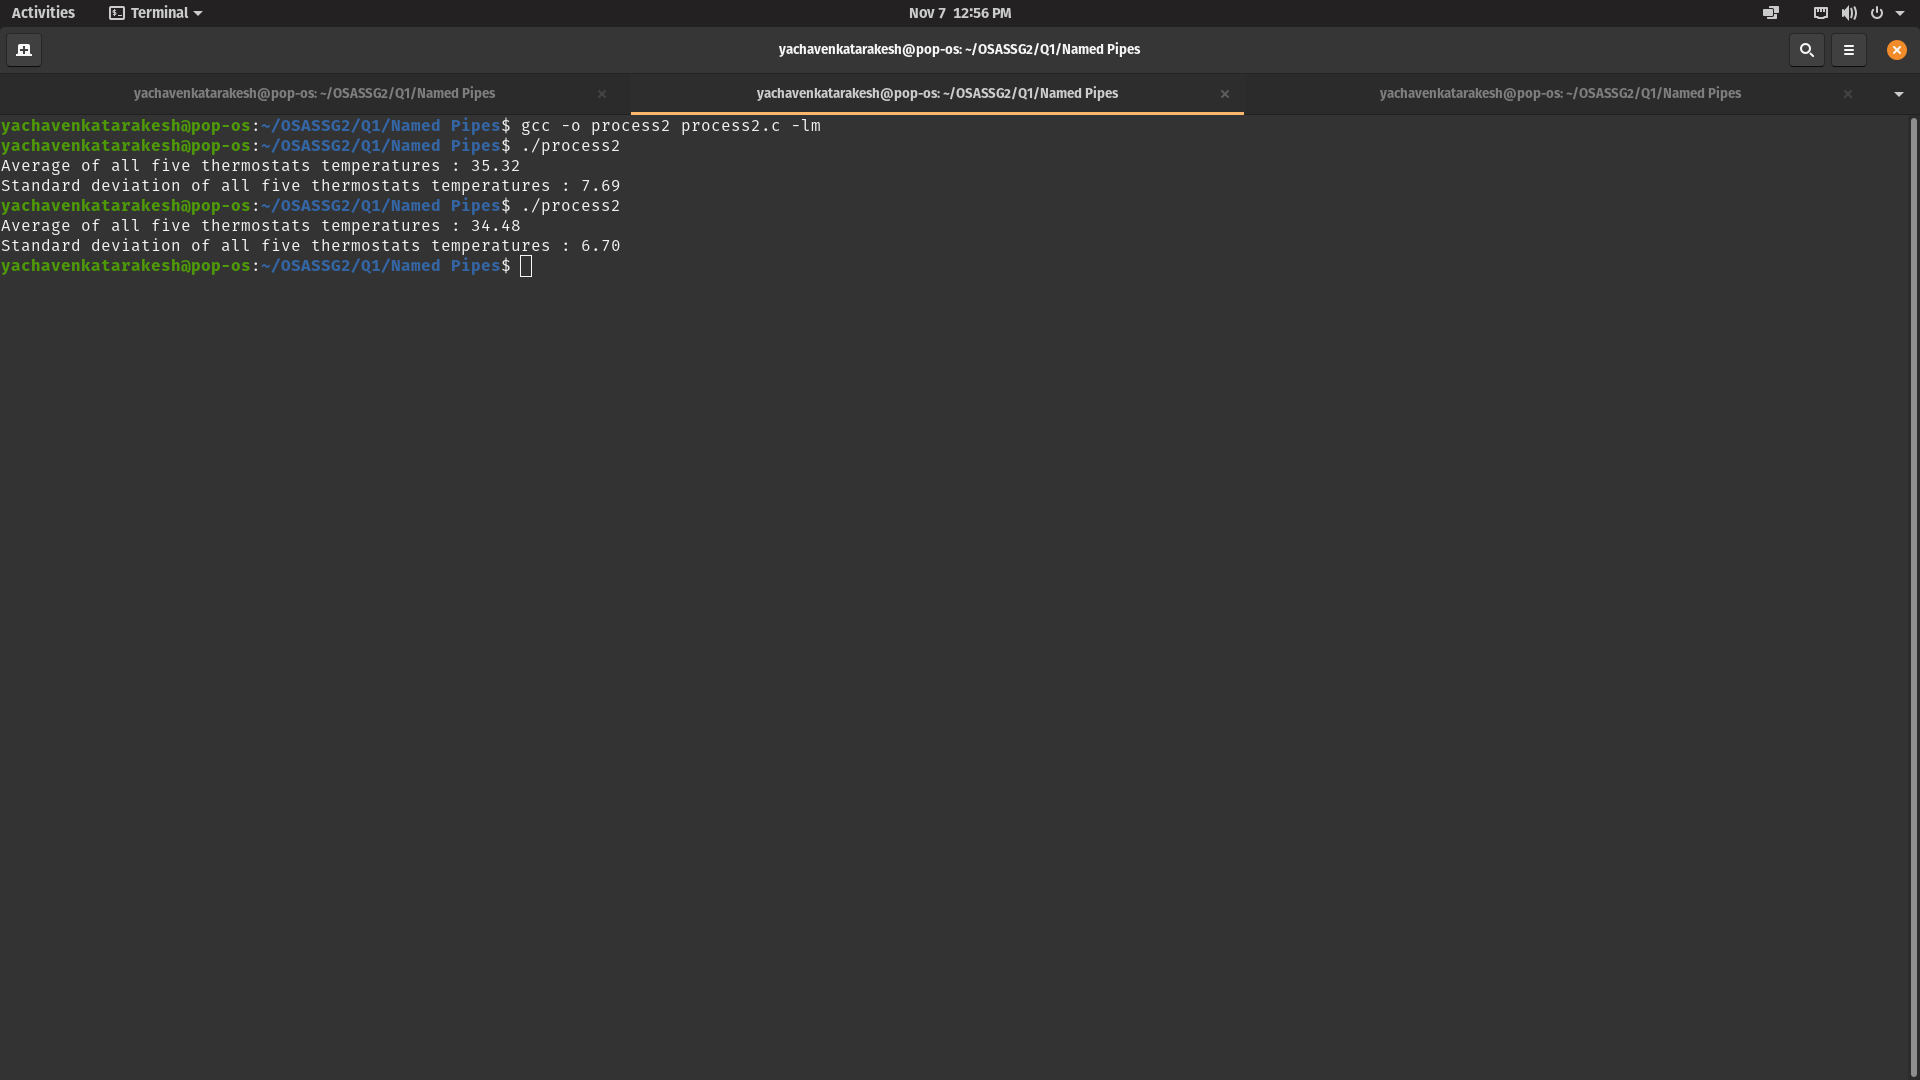 Activities Terminal Nov 7 12:56 PM
yachavenkatarakesh@pop-os: ~/OSASSG2/Q1/Named Pipes
yachavenkatarakesh@pop-os: ~/OSASSG2/Q1/Named Pipes yachavenkatarakesh@pop-os: ~/OSASSG2/Q1/Named Pipes yachavenkatarakesh@pop-os: ~/OSASSG2/Q1/Named Pipes
yachavenkatarakesh@pop-os:~/OSASSG2/Q1/Named Pipes$ gcc -o process2 process2.c -lm
yachavenkatarakesh@pop-os:~/OSASSG2/Q1/Named Pipes$ ./process2
Average of all five thermostats temperatures : 35.32
Standard deviation of all five thermostats temperatures : 7.69
yachavenkatarakesh@pop-os:~/OSASSG2/Q1/Named Pipes$ ./process2
Average of all five thermostats temperatures : 34.48
Standard deviation of all five thermostats temperatures : 6.70
yachavenkatarakesh@pop-os:~/OSASSG2/Q1/Named Pipes$